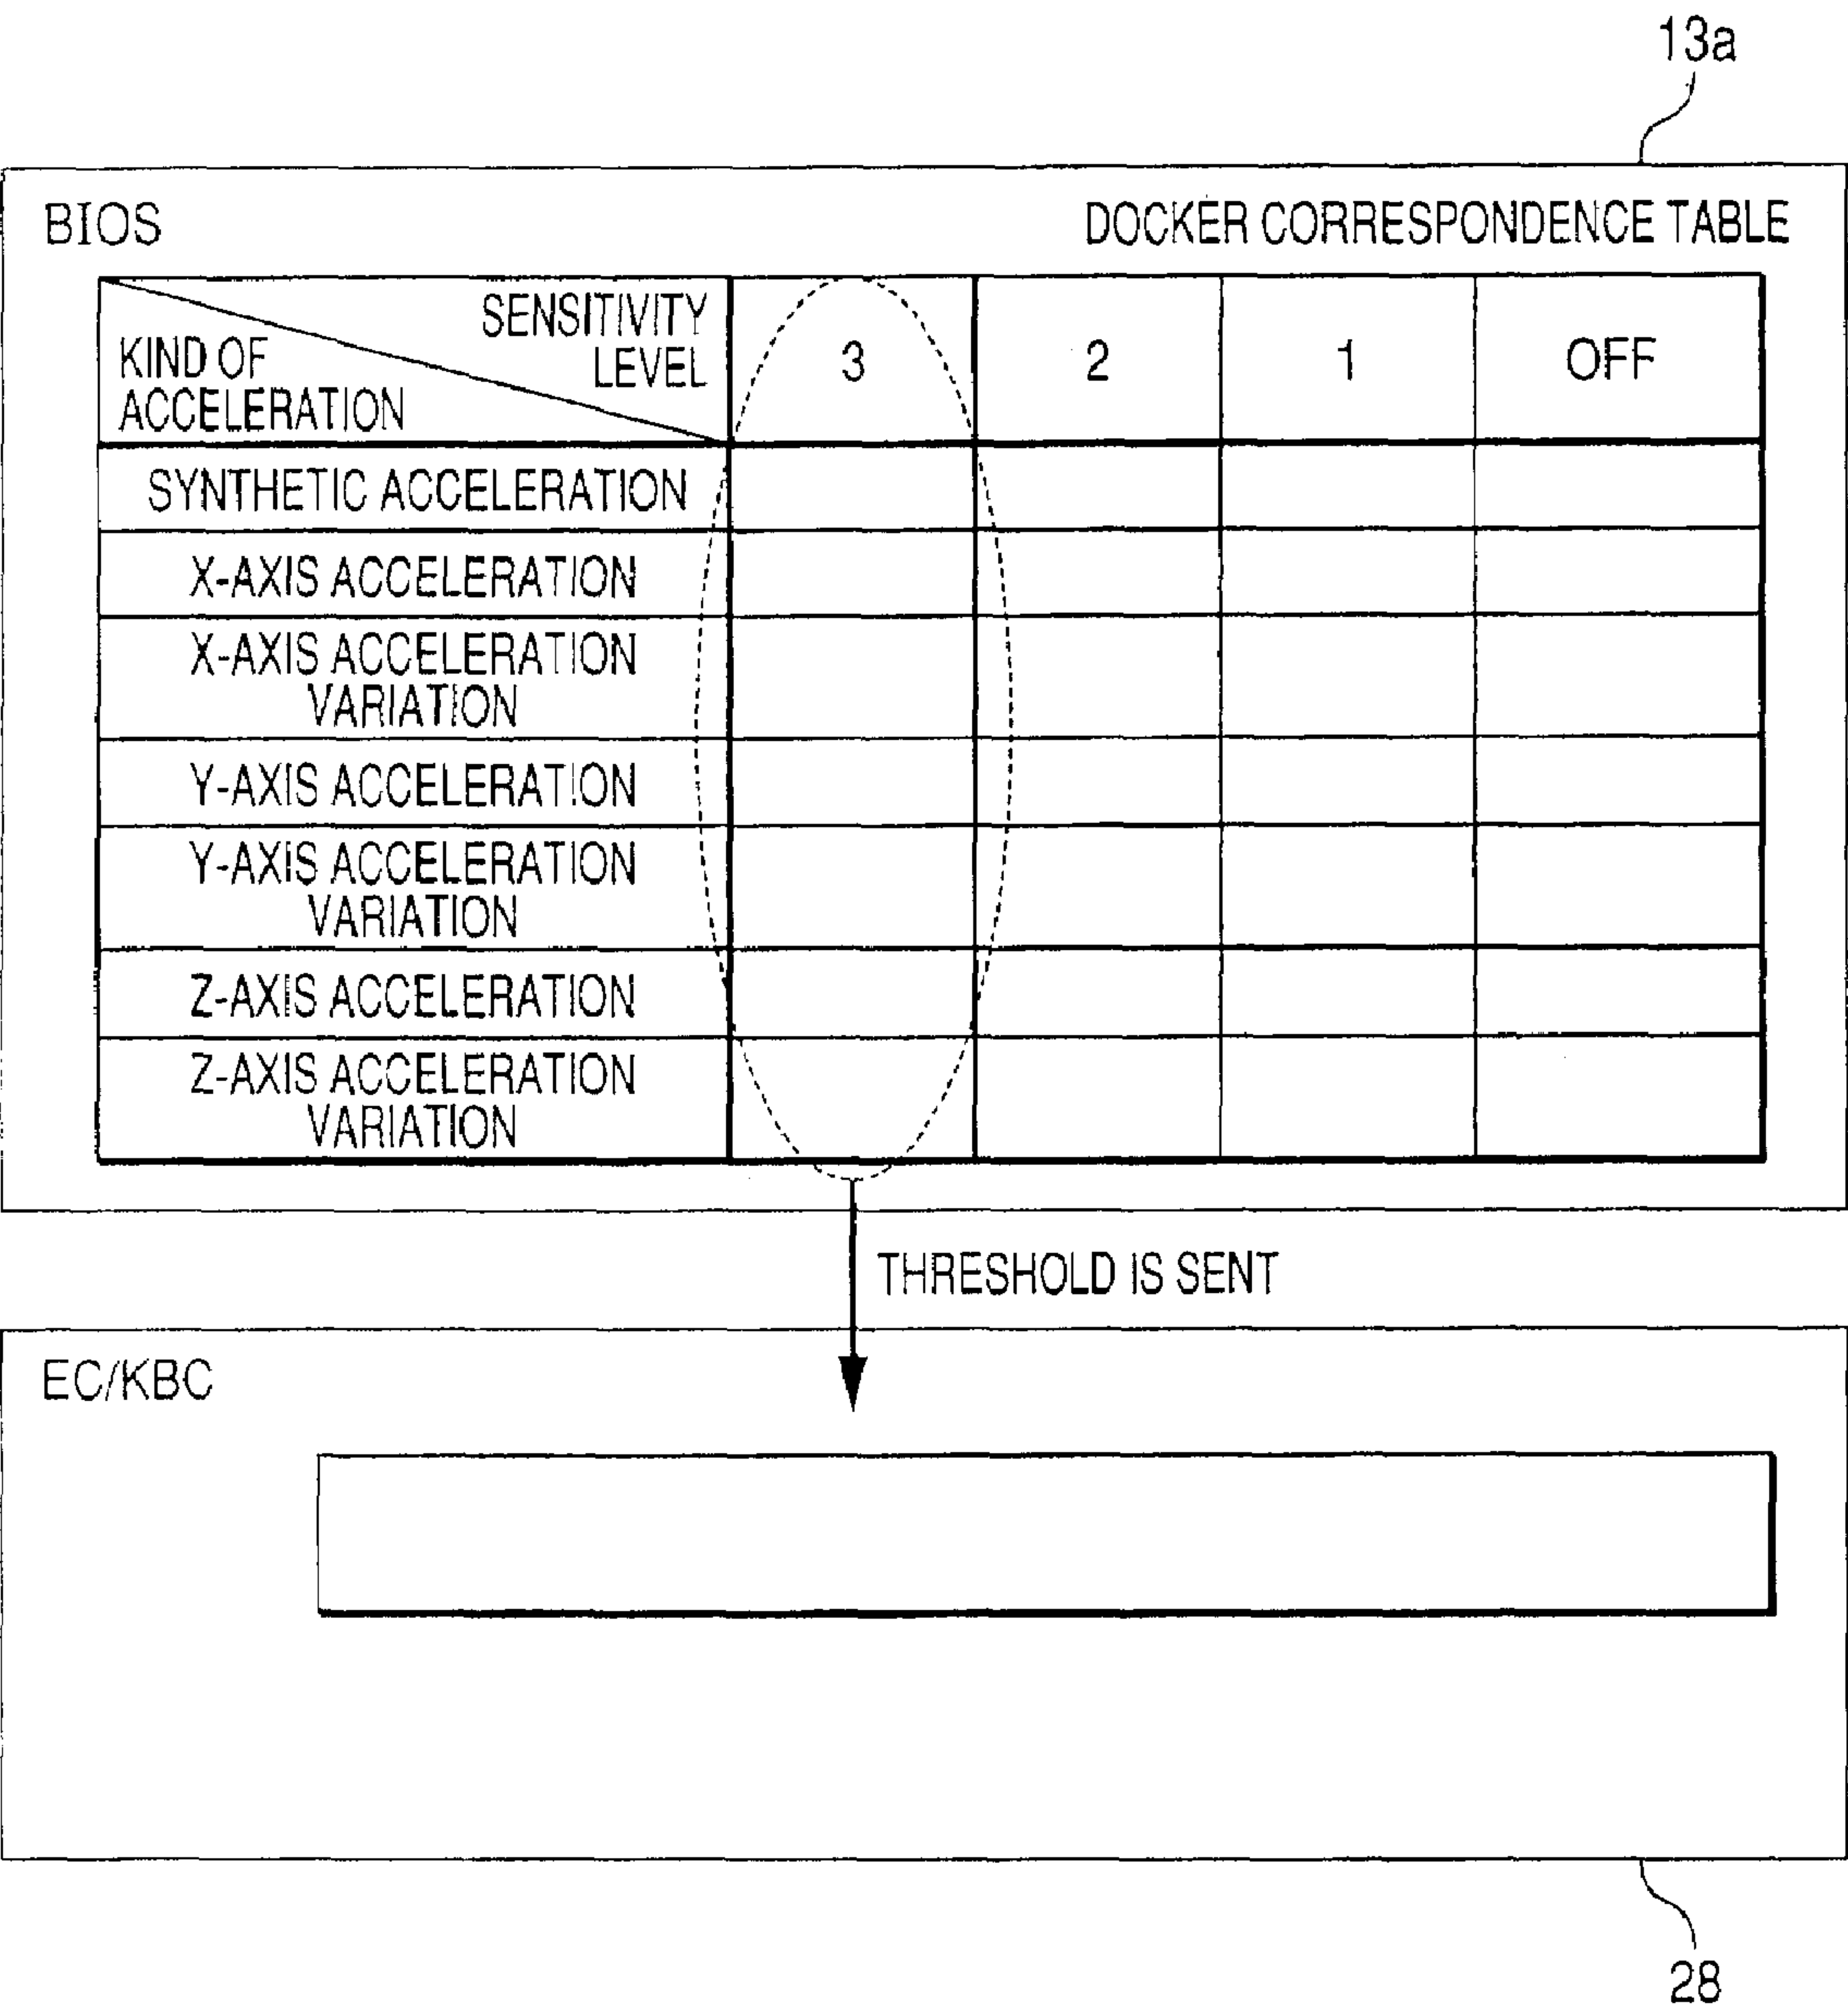 13a
BIOS
DOCKER CORRESPONDENCE TABLE
SENSITIVITY
LEVEL
KIND OF
ACCELERATION
3
2
1
OFF
SYNTHETIC ACCELERATION
X-AXIS ACCELERATION
X-AXIS ACCELERATION
VARIATION
Y-AXIS ACCELERATION
Y-AXIS ACCELERATION
VARIATION
Z-AXIS ACCELERATION
Z-AXIS ACCELERATION
VARIATION
THRESHOLD IS SENT
EC/KBC
28